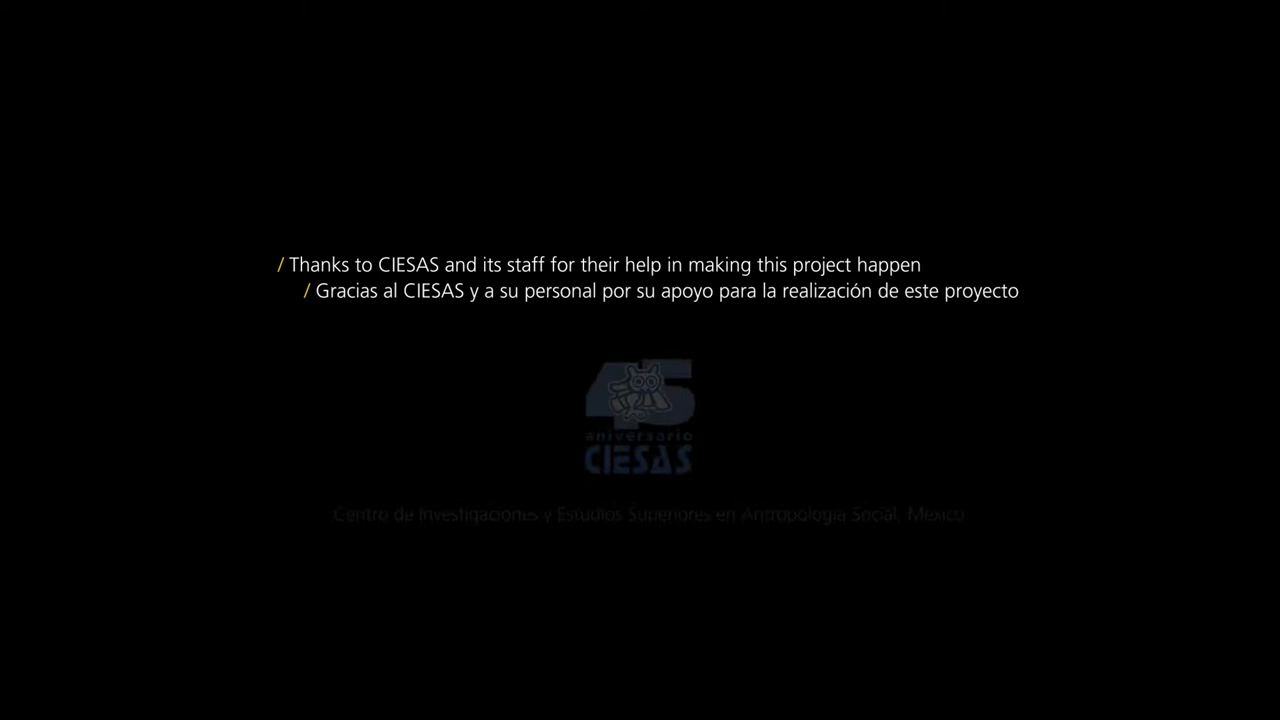 / Thanks to CIESAS and its staff for their help in making this project happen
/ Gracias al CIESAS y a su personal por su apoyo para la realización de este proyecto
45
aniversario
CIESAS
Centro de Investigaciones y Estudios Superiores en Antropología Social, México